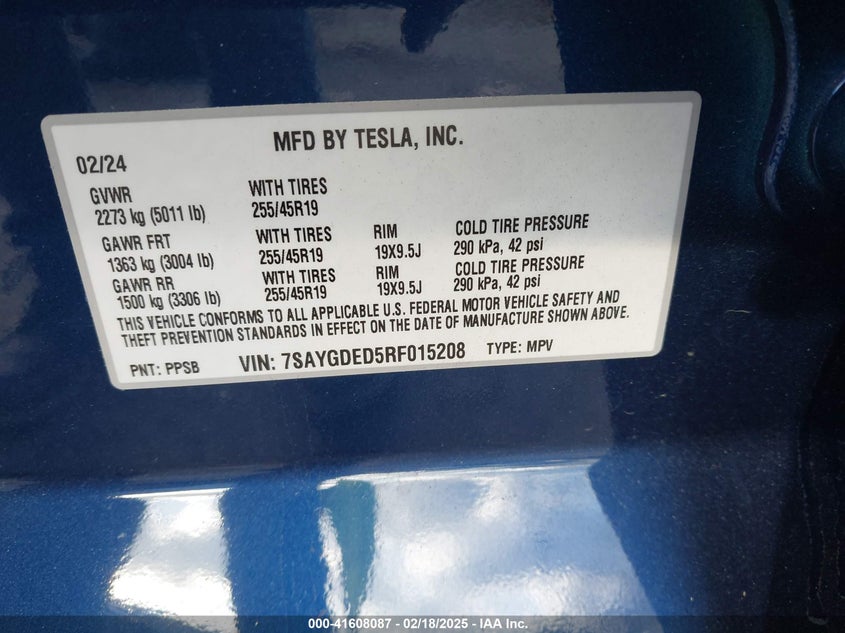 MFD BY TESLA, INC.
02/24
GVWR WITH TIRES
2273 kg (5011 lb) 255/45R19
GAWR FRT WITH TIRES RIM COLD TIRE PRESSURE
1363 kg (3004 lb) 255/45R19 19X9.5J 290 kPa, 42 psi
GAWR RR WITH TIRES RIM COLD TIRE PRESSURE
1500 kg (3306 lb) 255/45R19 19X9.5J 290 kPa, 42 psi
THIS VEHICLE CONFORMS TO ALL APPLICABLE U.S. FEDERAL MOTOR VEHICLE SAFETY AND
THEFT PREVENTION STANDARDS IN EFFECT ON THE DATE OF MANUFACTURE SHOWN ABOVE.
PNT: PPSB VIN: 7SAYGDED5RF015208 TYPE: MPV
000-41608087 - 02/18/2025 - IAA Inc.